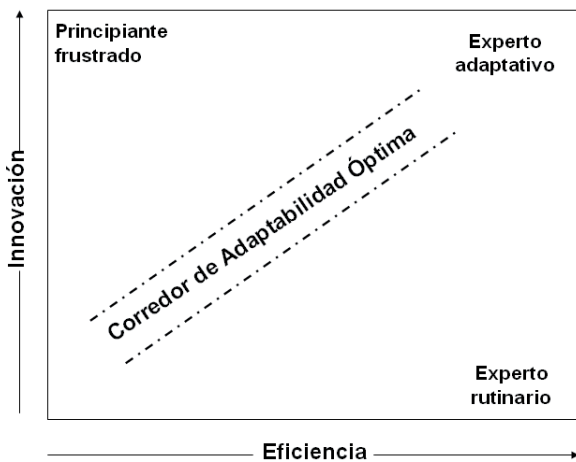 Principiante
frustrado
Experto
adaptativo
Innovación
Corredor de Adaptabilidad Óptima
Experto
rutinario
Eficiencia